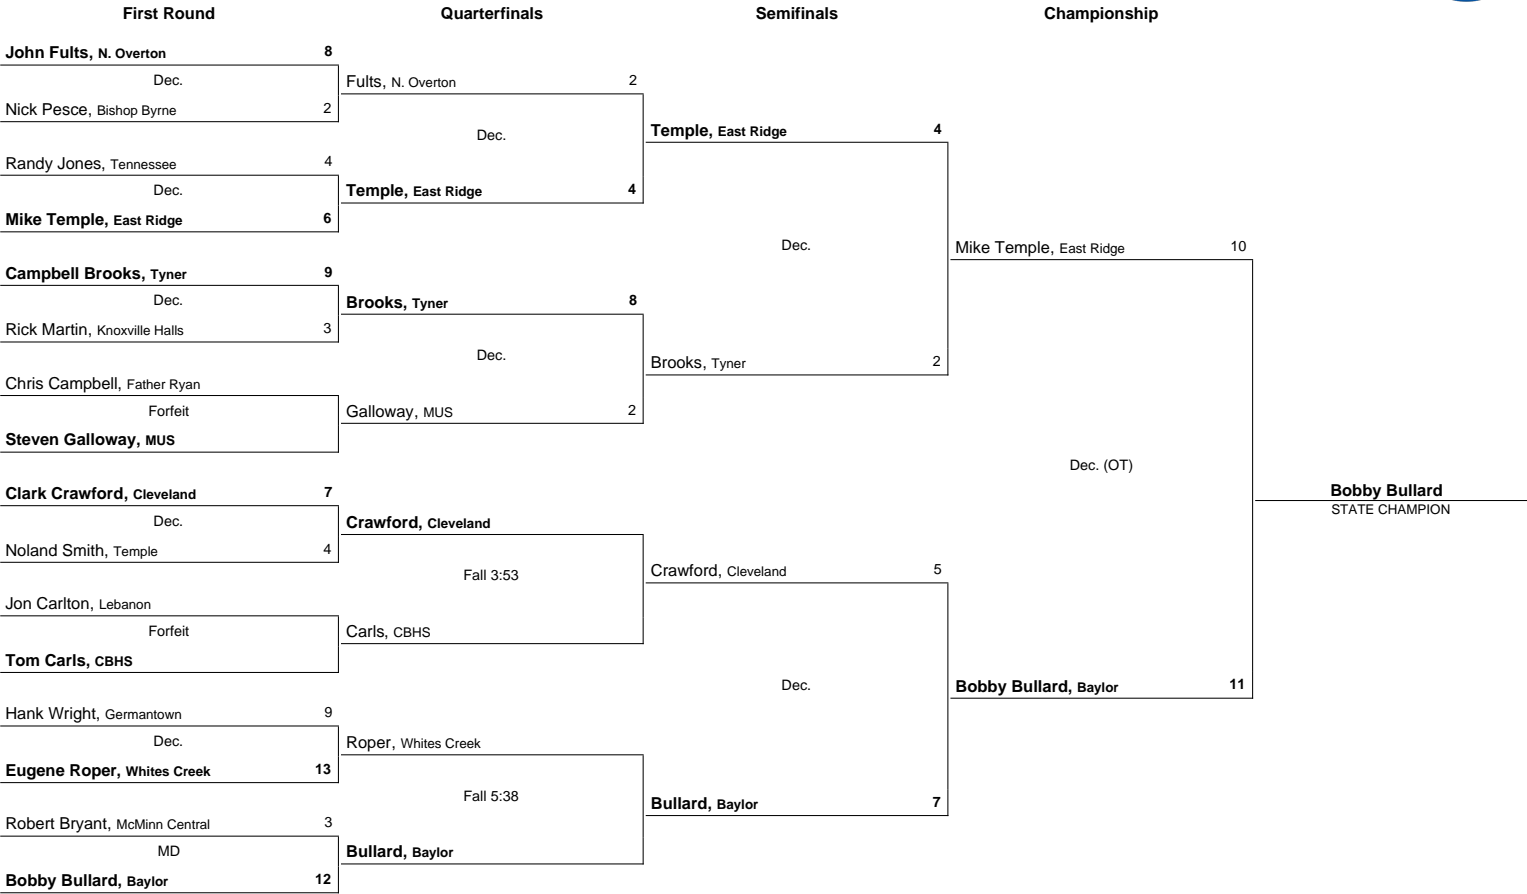 First Round
Quarterfinals
Semifinals
Championship
John Fults, N. Overton 8
Dec.
Nick Pesce, Bishop Byrne 2
Randy Jones, Tennessee 4
Dec.
Mike Temple, East Ridge 6
Campbell Brooks, Tyner 9
Dec.
Rick Martin, Knoxville Halls 3
Chris Campbell, Father Ryan
Forfeit
Steven Galloway, MUS
Clark Crawford, Cleveland 7
Dec.
Noland Smith, Temple 4
Jon Carlton, Lebanon
Forfeit
Tom Carls, CBHS
Hank Wright, Germantown 9
Dec.
Eugene Roper, Whites Creek 13
Robert Bryant, McMinn Central 3
MD
Bobby Bullard, Baylor 12
Fults, N. Overton 2
Dec.
Temple, East Ridge 4
Brooks, Tyner 8
Dec.
Galloway, MUS 2
Crawford, Cleveland
Fall 3:53
Carls, CBHS
Roper, Whites Creek
Fall 5:38
Bullard, Baylor
Temple, East Ridge 4
Dec.
Brooks, Tyner 2
Crawford, Cleveland 5
Dec.
Bullard, Baylor 7
Mike Temple, East Ridge 10
Dec. (OT)
Bobby Bullard, Baylor 11
Bobby Bullard
STATE CHAMPION